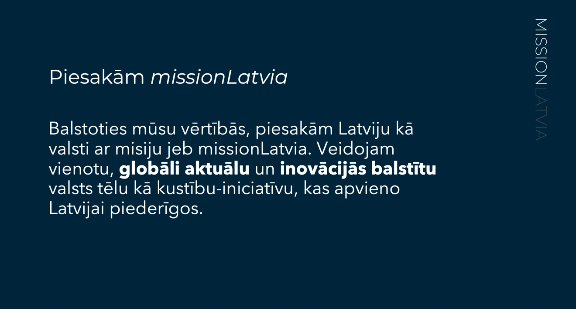 Piesakām missionLatvia
Balstoties mūsu vērtībās, piesakām Latviju kā
valsti ar misiju jeb missionLatvia. Veidojam
vienotu, globāli aktuālu un inovācijās balstītu
valsts tēlu kā kustību-iniciatīvu, kas apvieno
Latvijai piederīgos.
MISSIONLATVIA